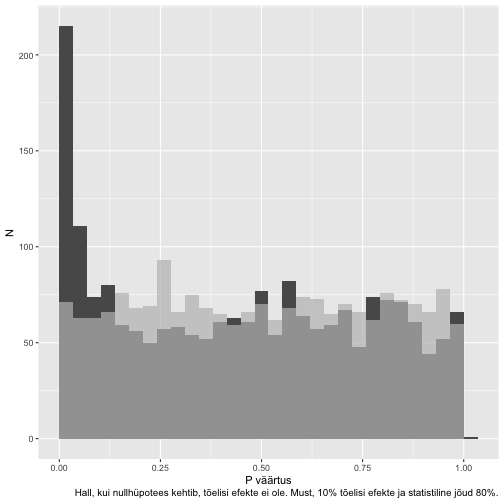 200
150
N
100
50
0
0.00 0.25 0.50 0.75 1.00
P väärtus
Hall, kui nullhüpotees kehtib, tõelisi efekte ei ole. Must, 10% tõelisi efekte ja statistiline jõud 80%.